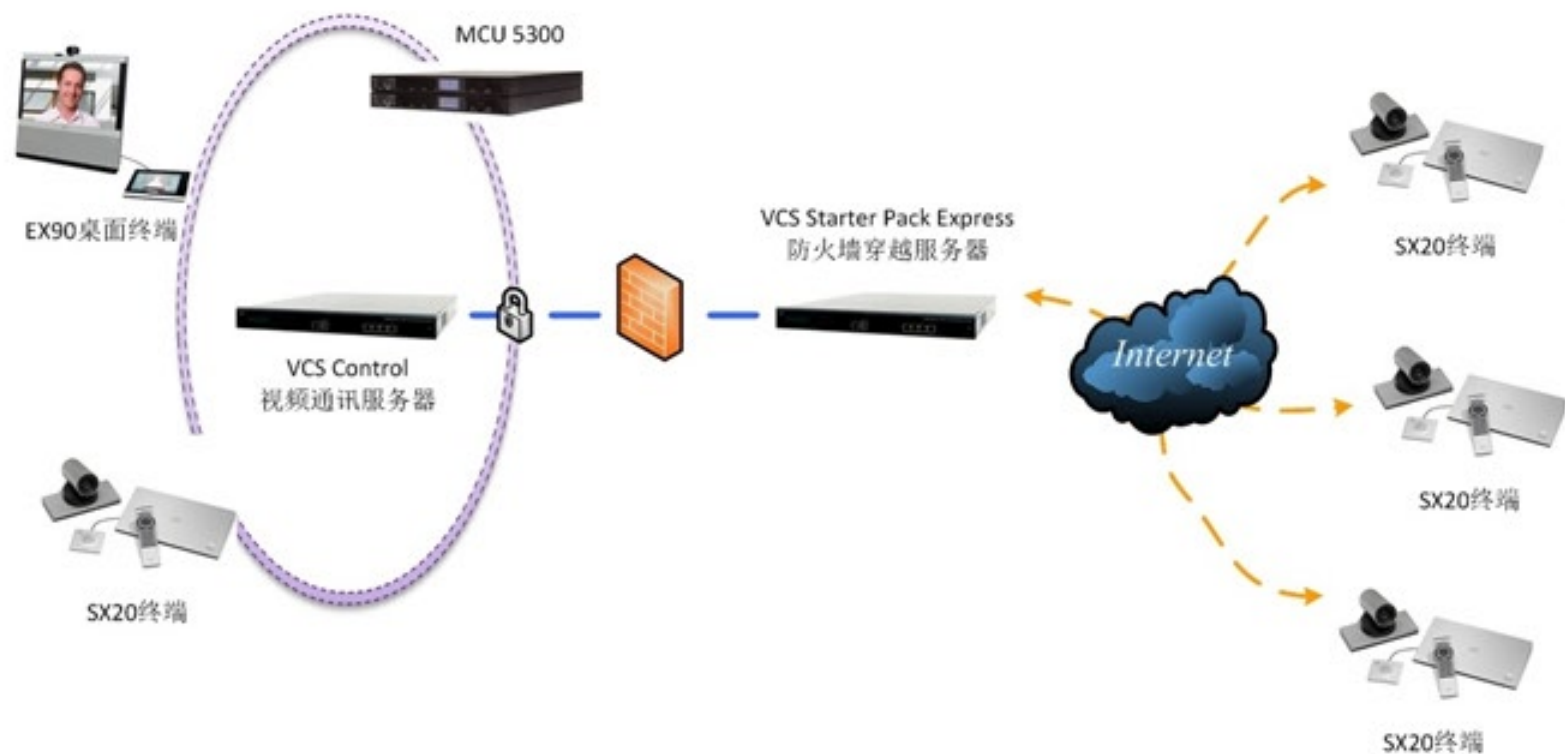 MCU 5300
EX90桌面终端
VCS Starter Pack Express
防火墙穿越服务器
SX20终端
Internet
VCS Control
视频通讯服务器
SX20终端
SX20终端
SX20终端